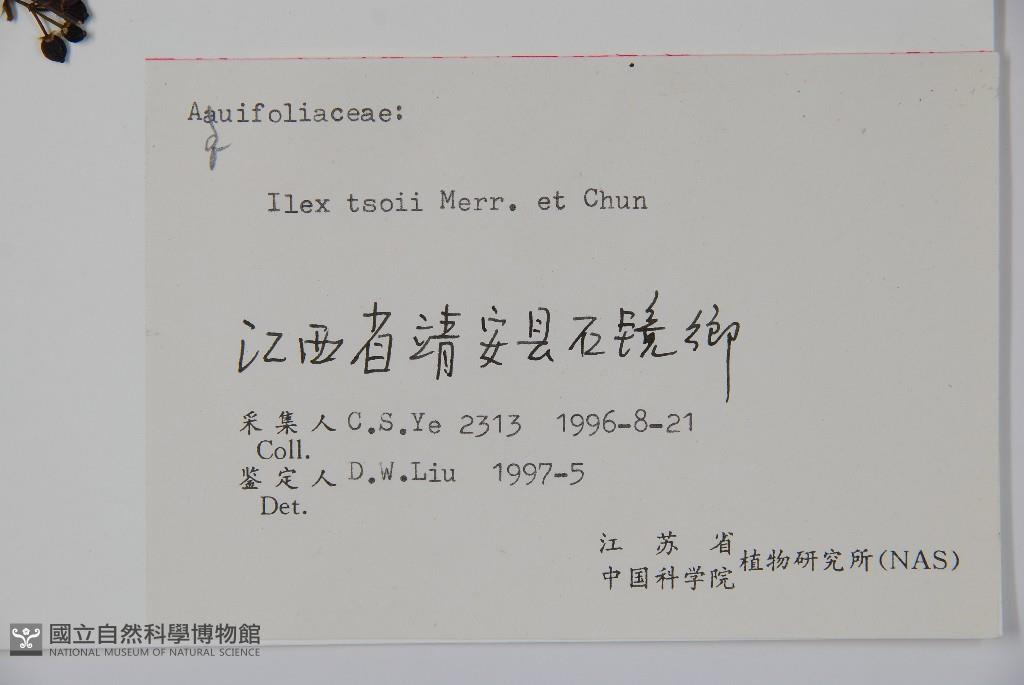 Aauifoliaceae:
q
Ilex tsoii Merr. et Chun
江西省靖安县石镜鄉
采集人 C.S.Ye 2313 1996-8-21
Coll.
鉴定人 D.W.Liu 1997-5
Det.
江苏省
中国科学院 植物研究所(NAS)
國立自然科學博物館
NATIONAL MUSEUM OF NATURAL SCIENCE